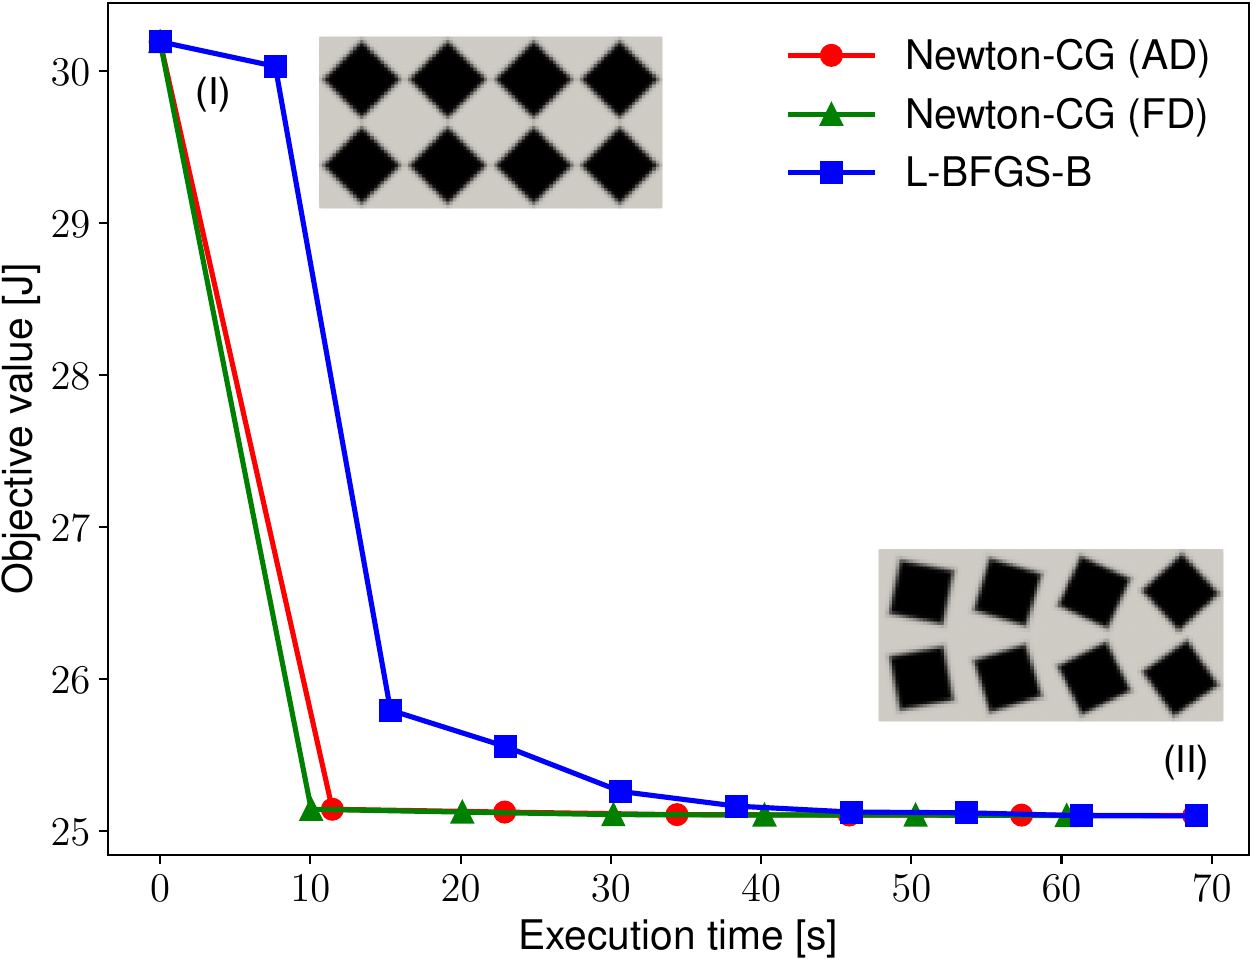 Newton-CG (AD)
Newton-CG (FD)
L-BFGS-B
(I)
(II)
Objective value [J]
30
29
28
27
26
25
0 10 20 30 40 50 60 70
Execution time [s]